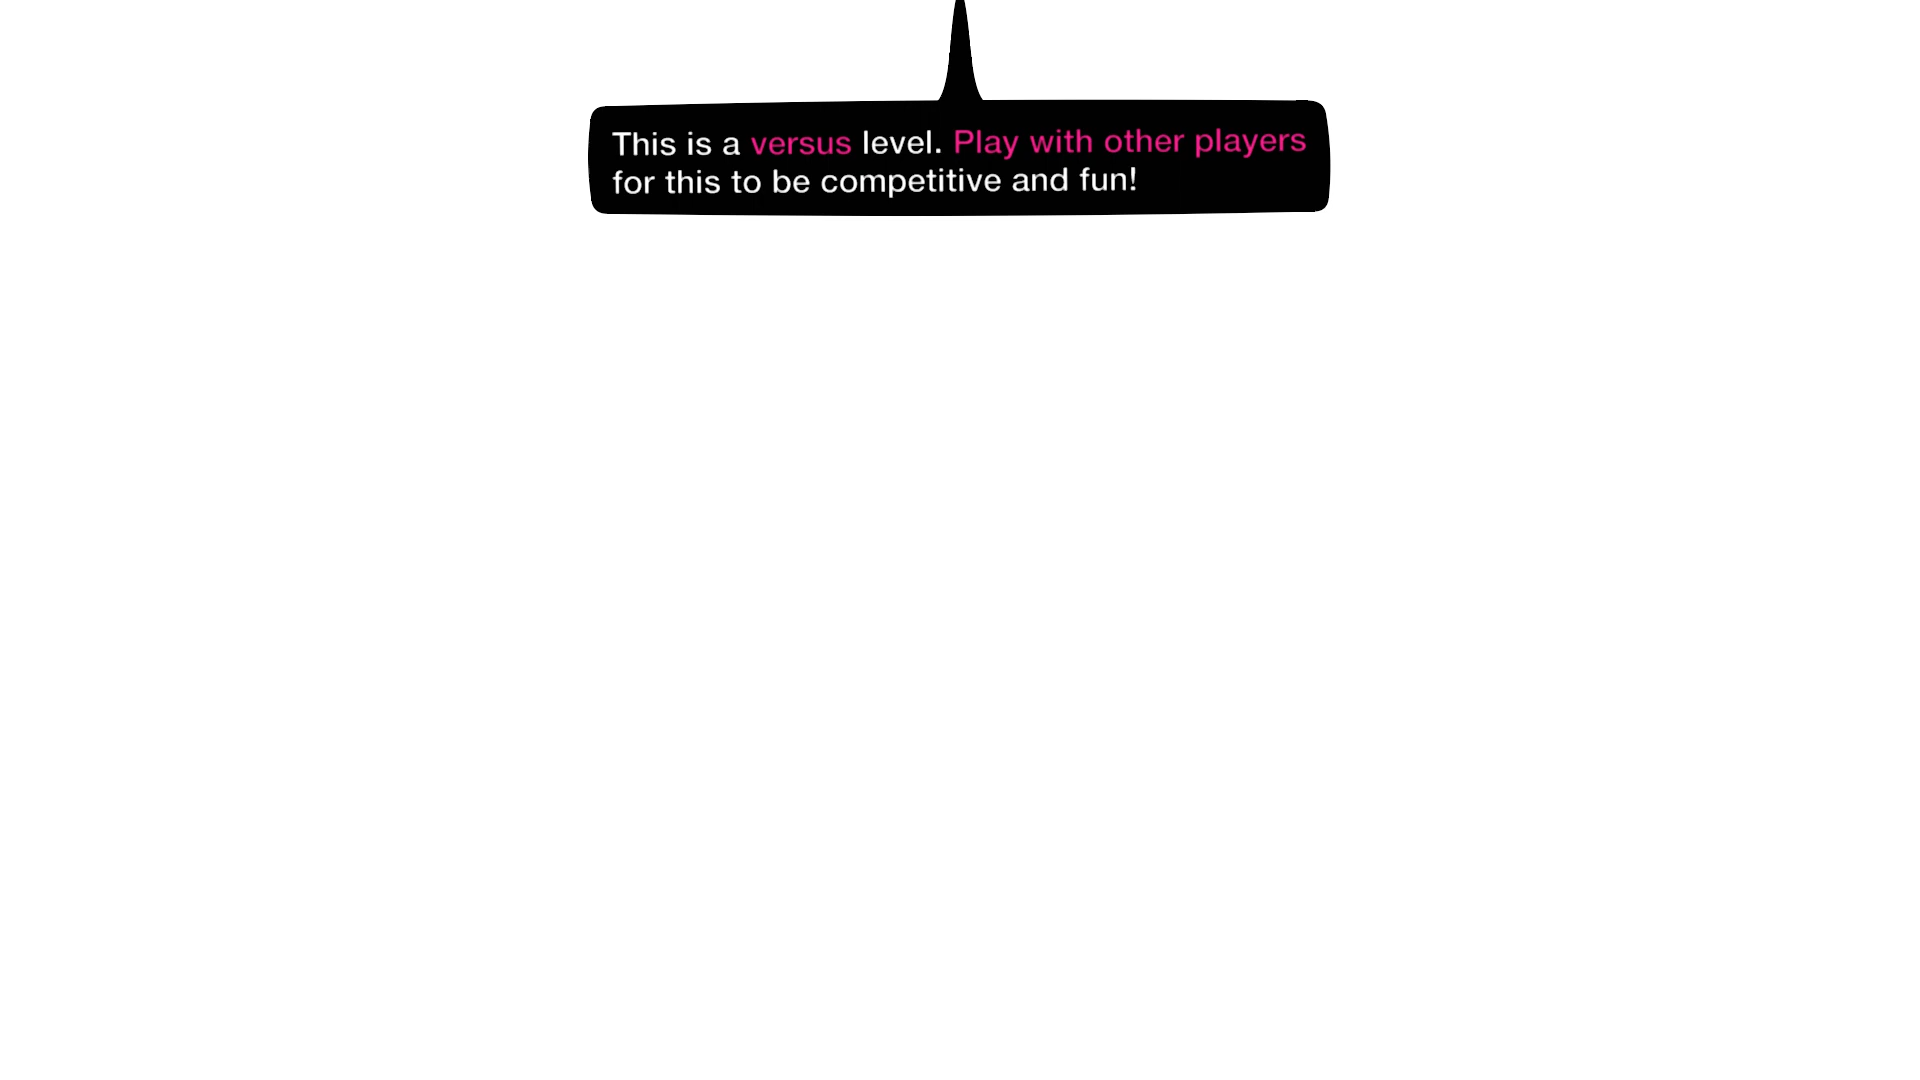 This is a versus level. Play with other players
for this to be competitive and fun!